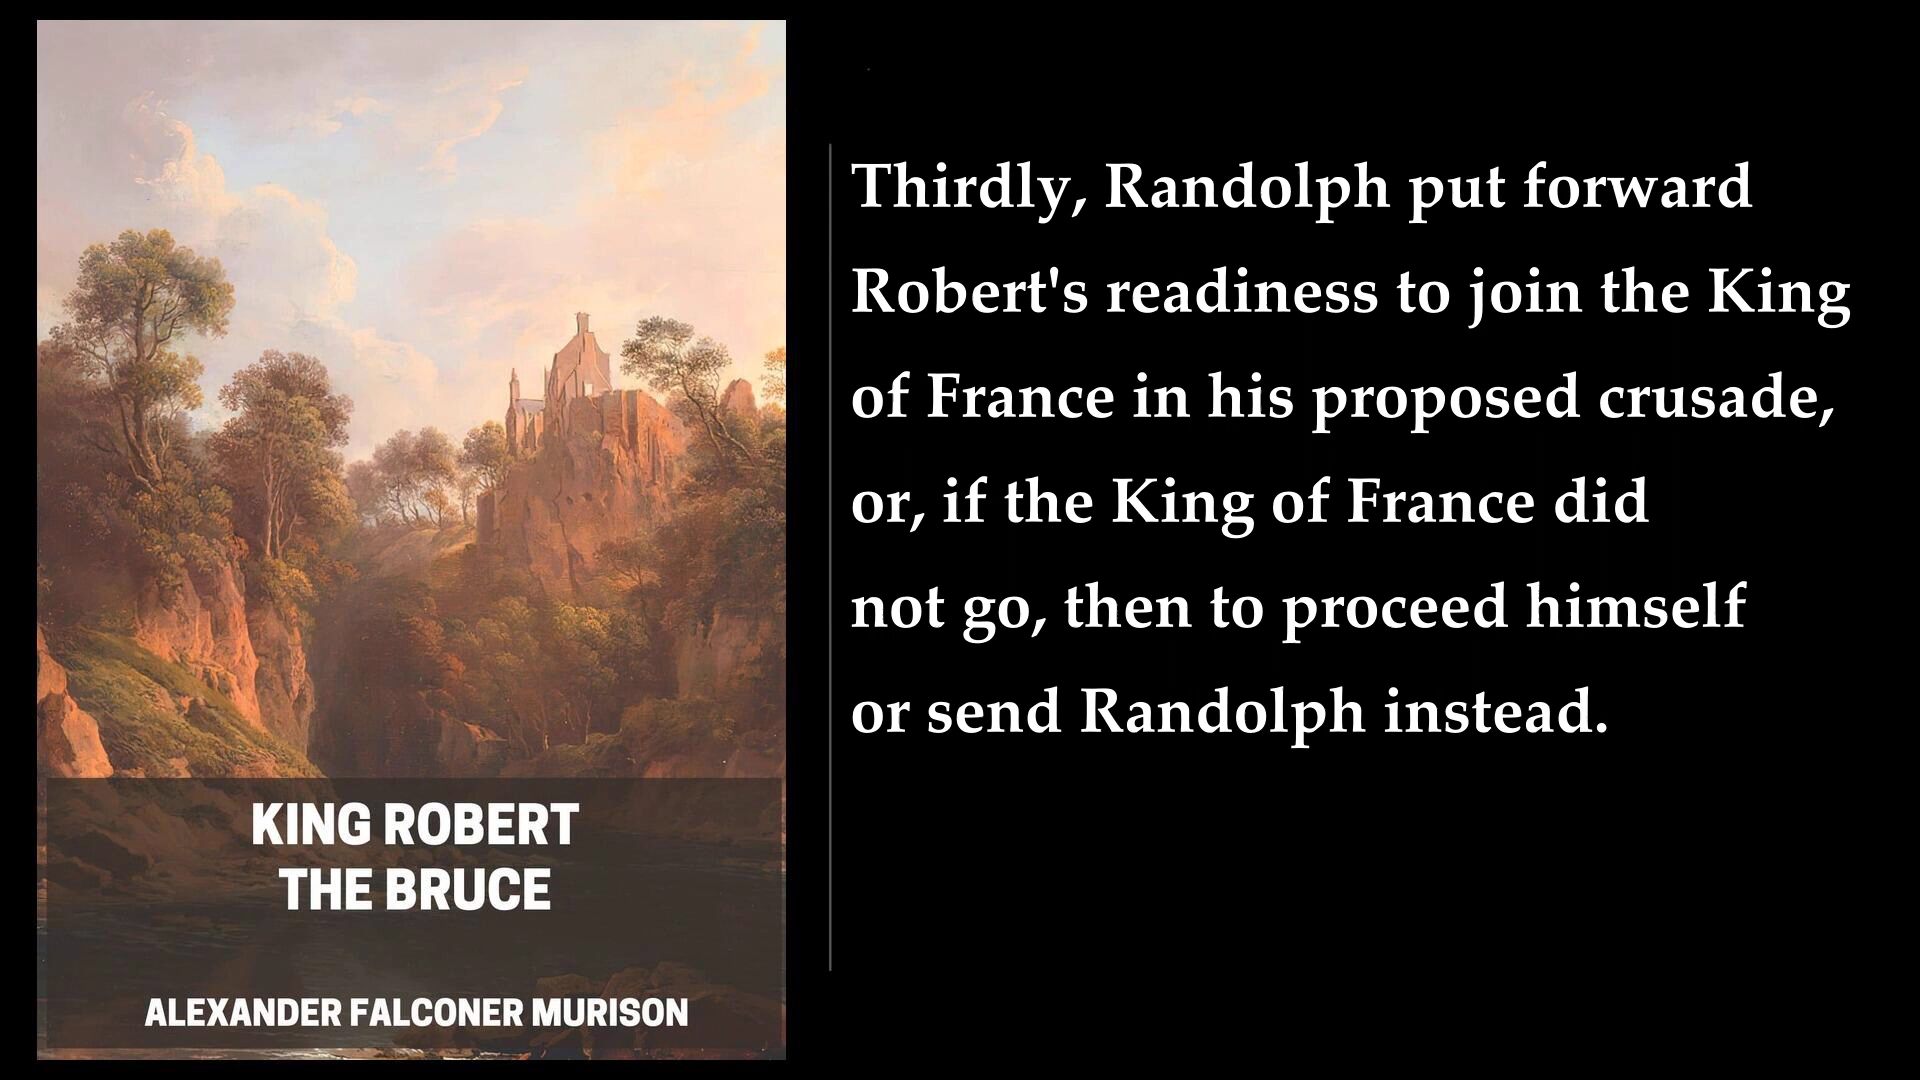 Thirdly, Randolph put forward
Robert's readiness to join the King
of France in his proposed crusade,
or, if the King of France did
not go, then to proceed himself
or send Randolph instead.
KING ROBERT
THE BRUCE
ALEXANDER FALCONER MURISON